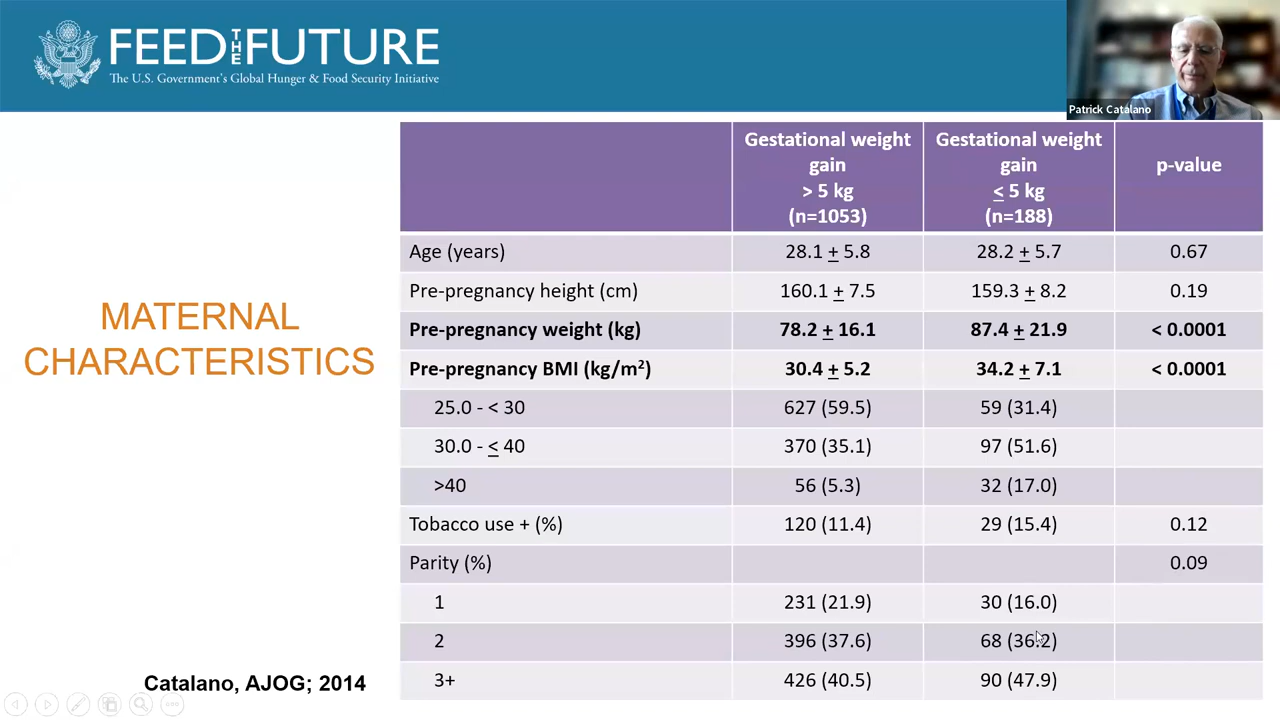 FEED THE FUTURE
The U.S. Government's Global Hunger & Food Security Initiative
Patrick Catalano
MATERNAL
CHARACTERISTICS
Gestational weight gain > 5 kg (n=1053) Gestational weight gain ≤ 5 kg (n=188) p-value
Age (years) 28.1 ± 5.8 28.2 ± 5.7 0.67
Pre-pregnancy height (cm) 160.1 ± 7.5 159.3 ± 8.2 0.19
Pre-pregnancy weight (kg) 78.2 ± 16.1 87.4 ± 21.9 < 0.0001
Pre-pregnancy BMI (kg/m²) 30.4 ± 5.2 34.2 ± 7.1 < 0.0001
25.0 - < 30 627 (59.5) 59 (31.4)
30.0 - ≤ 40 370 (35.1) 97 (51.6)
>40 56 (5.3) 32 (17.0)
Tobacco use + (%) 120 (11.4) 29 (15.4) 0.12
Parity (%) 0.09
1 231 (21.9) 30 (16.0)
2 396 (37.6) 68 (36.2)
3+ 426 (40.5) 90 (47.9)
Catalano, AJOG; 2014